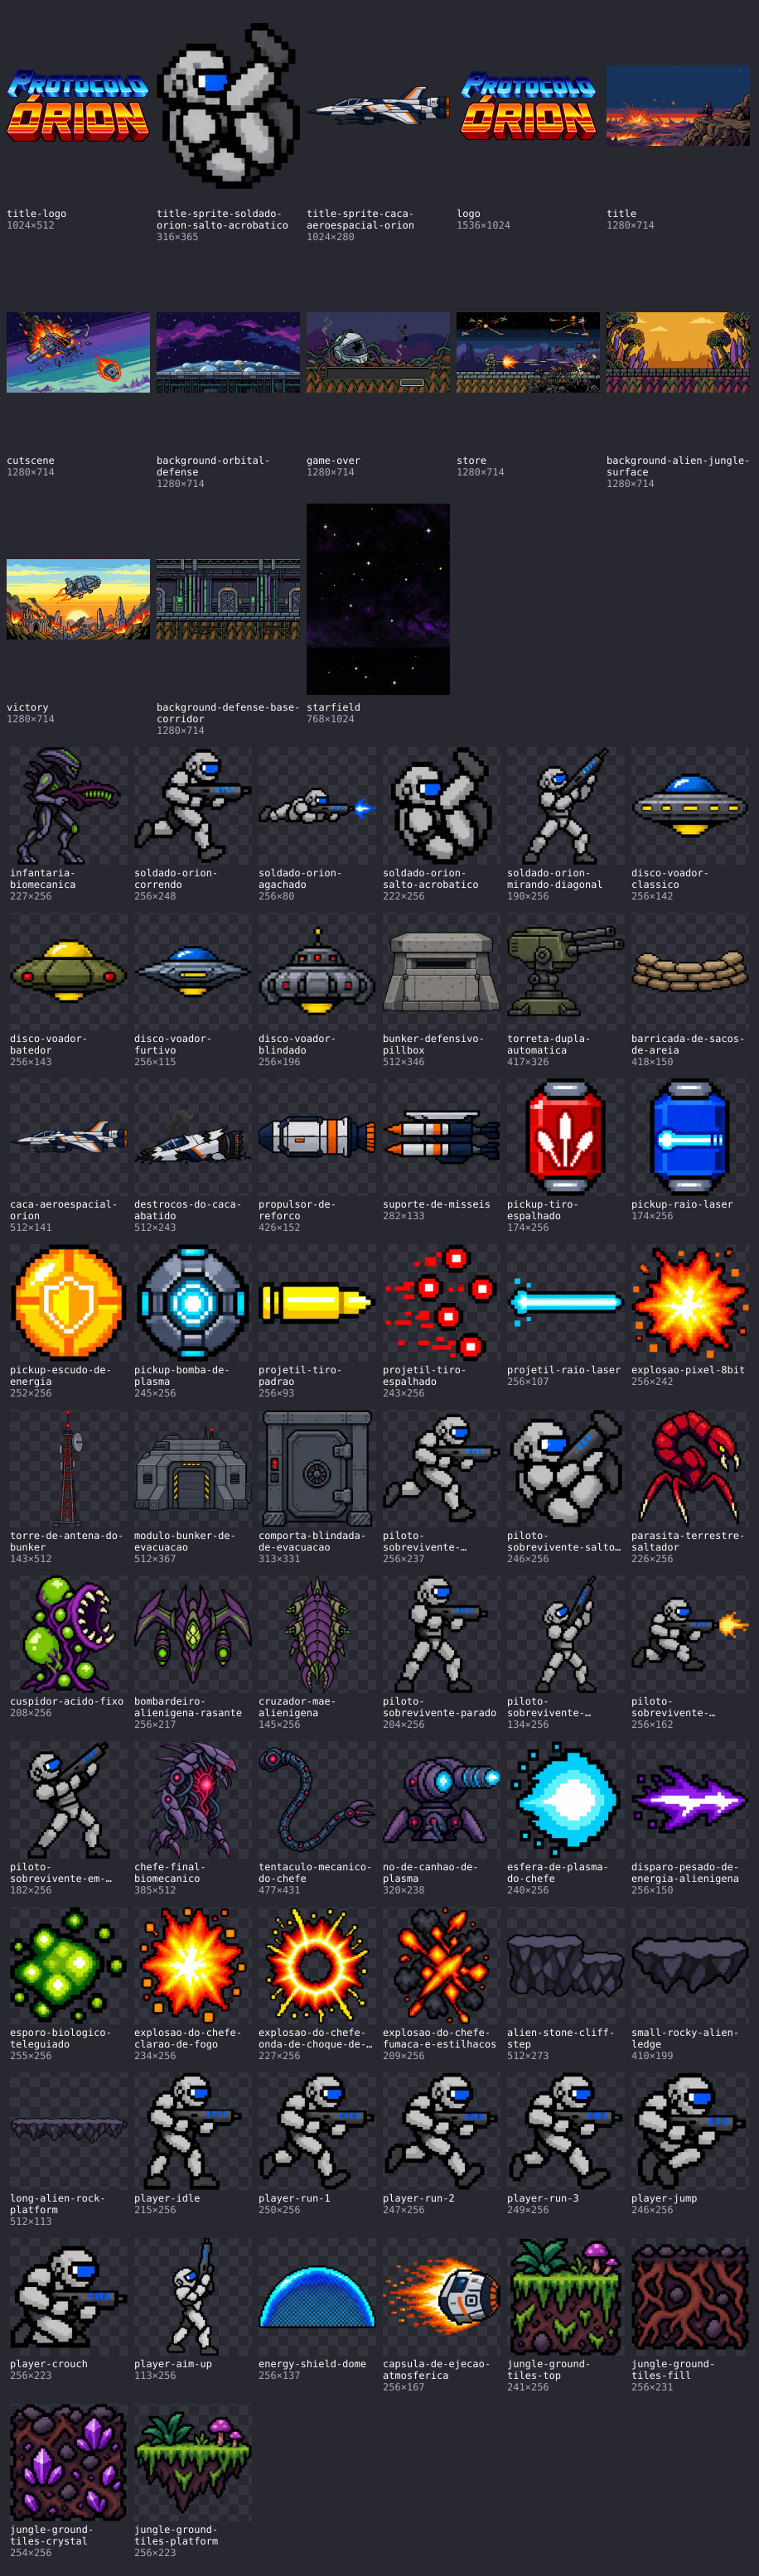 PROTOCOLO
ÓRION
PROTOCOLO
ÓRION
title-logo
1024×512
title-sprite-soldado-
orion-salto-acrobatico
316×365
title-sprite-caca-
aeroespacial-orion
1024×280
logo
1536×1024
title
1280×714
cutscene
1280×714
background-orbital-
defense
1280×714
game-over
1280×714
store
1280×714
background-alien-jungle-
surface
1280×714
victory
1280×714
background-defense-base-
corridor
1280×714
starfield
768×1024
infantaria-
biomecanica
227×256
soldado-orion-
correndo
256×248
soldado-orion-
agachado
256×80
soldado-orion-
salto-acrobatico
222×256
soldado-orion-
mirando-diagonal
190×256
disco-voador-
classico
256×142
disco-voador-
batedor
256×143
disco-voador-
furtivo
256×115
disco-voador-
blindado
256×196
bunker-defensivo-
pillbox
512×346
torreta-dupla-
automatica
417×326
barricada-de-sacos-
de-areia
418×150
caca-aeroespacial-
orion
512×141
destrocos-do-caca-
abatido
512×243
propulsor-de-
reforco
426×152
suporte-de-misseis
282×133
pickup-tiro-
espalhado
174×256
pickup-raio-laser
174×256
pickup-escudo-de-
energia
252×256
pickup-bomba-de-
plasma
245×256
projetil-tiro-
padrao
256×93
projetil-tiro-
espalhado
243×256
projetil-raio-laser
256×107
explosao-pixel-8bit
256×242
torre-de-antena-do-
bunker
143×512
modulo-bunker-de-
evacuacao
512×367
comporta-blindada-
de-evacuacao
313×331
piloto-
sobrevivente-…
256×237
piloto-
sobrevivente-salto…
246×256
parasita-terrestre-
saltador
226×256
cuspidor-acido-fixo
208×256
bombardeiro-
alienigena-rasante
256×217
cruzador-mae-
alienigena
145×256
piloto-
sobrevivente-parado
204×256
piloto-
sobrevivente-…
134×256
piloto-
sobrevivente-…
256×162
piloto-
sobrevivente-em-…
182×256
chefe-final-
biomecanico
385×512
tentaculo-mecanico-
do-chefe
477×431
no-de-canhao-de-
plasma
320×238
esfera-de-plasma-
do-chefe
240×256
disparo-pesado-de-
energia-alienigena
256×150
esporo-biologico-
teleguiado
255×256
explosao-do-chefe-
clarao-de-fogo
234×256
explosao-do-chefe-
onda-de-choque-de-…
227×256
explosao-do-chefe-
fumaca-e-estilhacos
209×256
alien-stone-cliff-
step
512×273
small-rocky-alien-
ledge
410×199
long-alien-rock-
platform
512×113
player-idle
215×256
player-run-1
250×256
player-run-2
247×256
player-run-3
249×256
player-jump
246×256
player-crouch
256×223
player-aim-up
113×256
energy-shield-dome
256×137
capsula-de-ejecao-
atmosferica
256×167
jungle-ground-
tiles-top
241×256
jungle-ground-
tiles-fill
256×231
jungle-ground-
tiles-crystal
254×256
jungle-ground-
tiles-platform
256×223